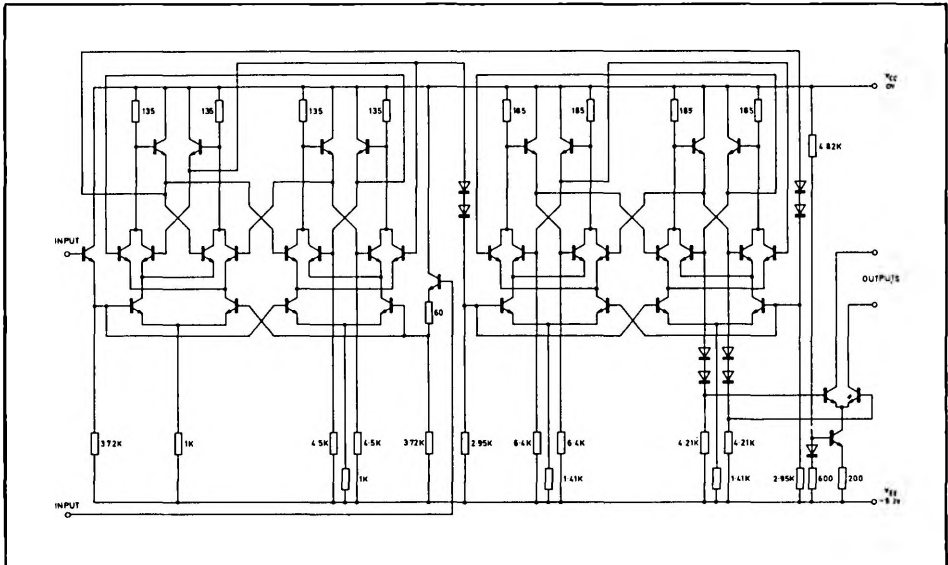 VCC
0V
135
135
135
135
185
185
185
185
4.82K
INPUT
OUTPUTS
60
3.72K
1K
4.5K
4.5K
3.72K
2.95K
6.4K
6.4K
4.21K
4.21K
1K
1.41K
1.41K
2.95K
600
200
VEE
INPUT